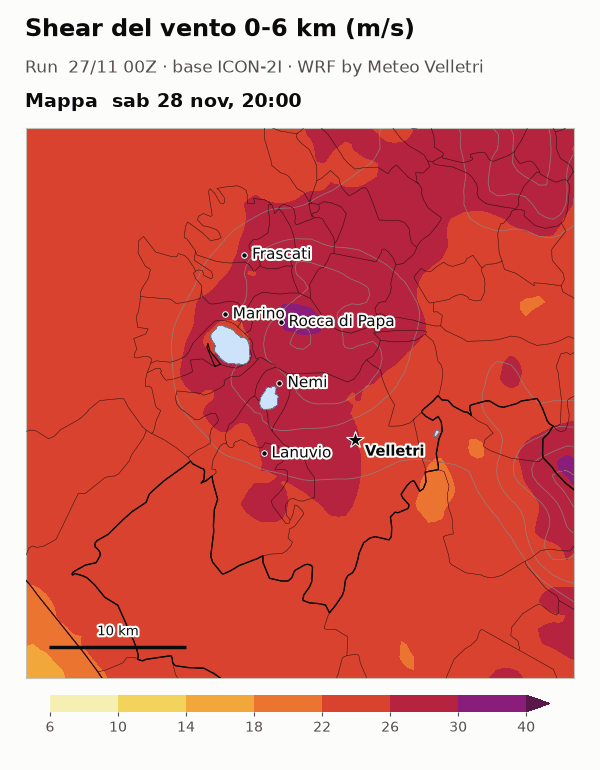 Shear del vento 0-6 km (m/s)
Run  27/11 00Z · base ICON-2I · WRF by Meteo Velletri
Mappa  sab 28 nov, 20:00
Frascati
Marino
Rocca di Papa
Nemi
Velletri
Lanuvio
10 km
6 10 14 18 22 26 30 40